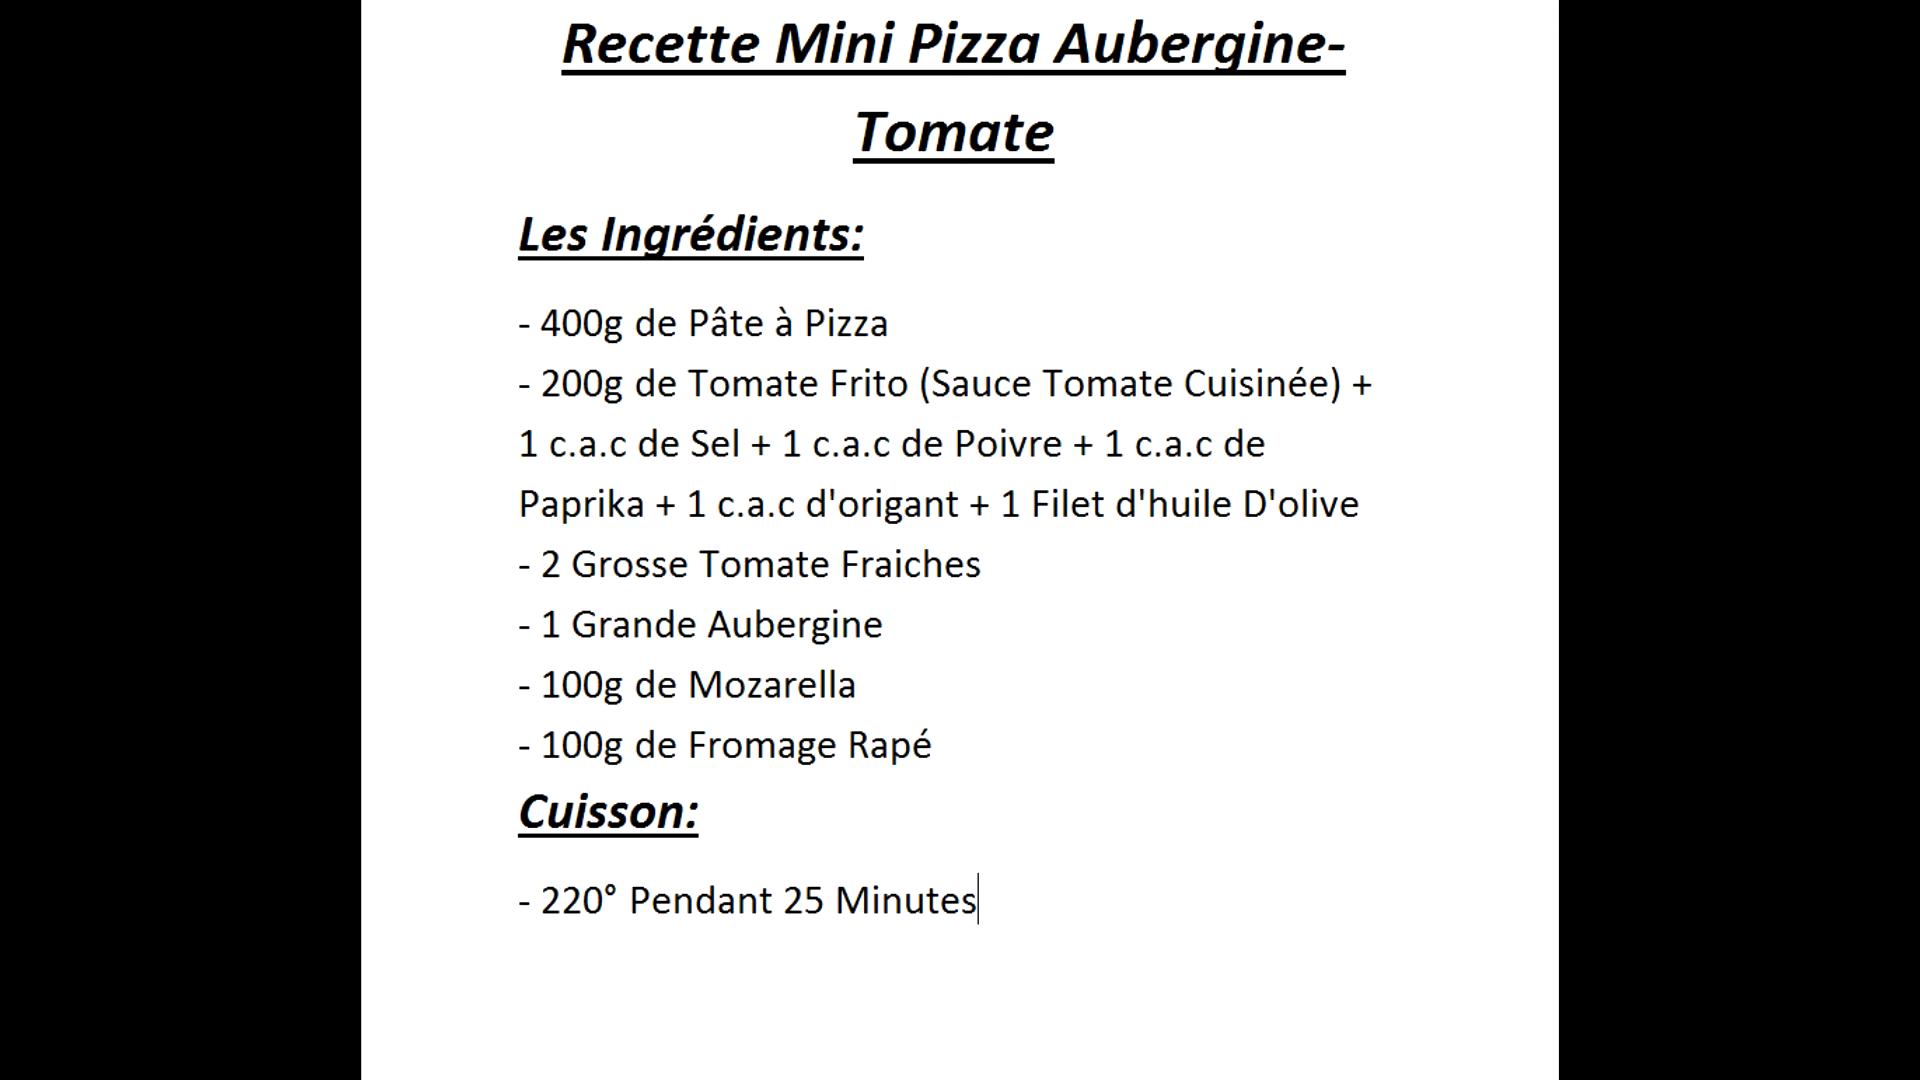 Recette Mini Pizza Aubergine-
Tomate
Les Ingrédients:
- 400g de Pâte à Pizza
- 200g de Tomate Frito (Sauce Tomate Cuisinée) +
1 c.a.c de Sel + 1 c.a.c de Poivre + 1 c.a.c de
Paprika + 1 c.a.c d'origant + 1 Filet d'huile D'olive
- 2 Grosse Tomate Fraiches
- 1 Grande Aubergine
- 100g de Mozarella
- 100g de Fromage Rapé
Cuisson:
- 220° Pendant 25 Minutes